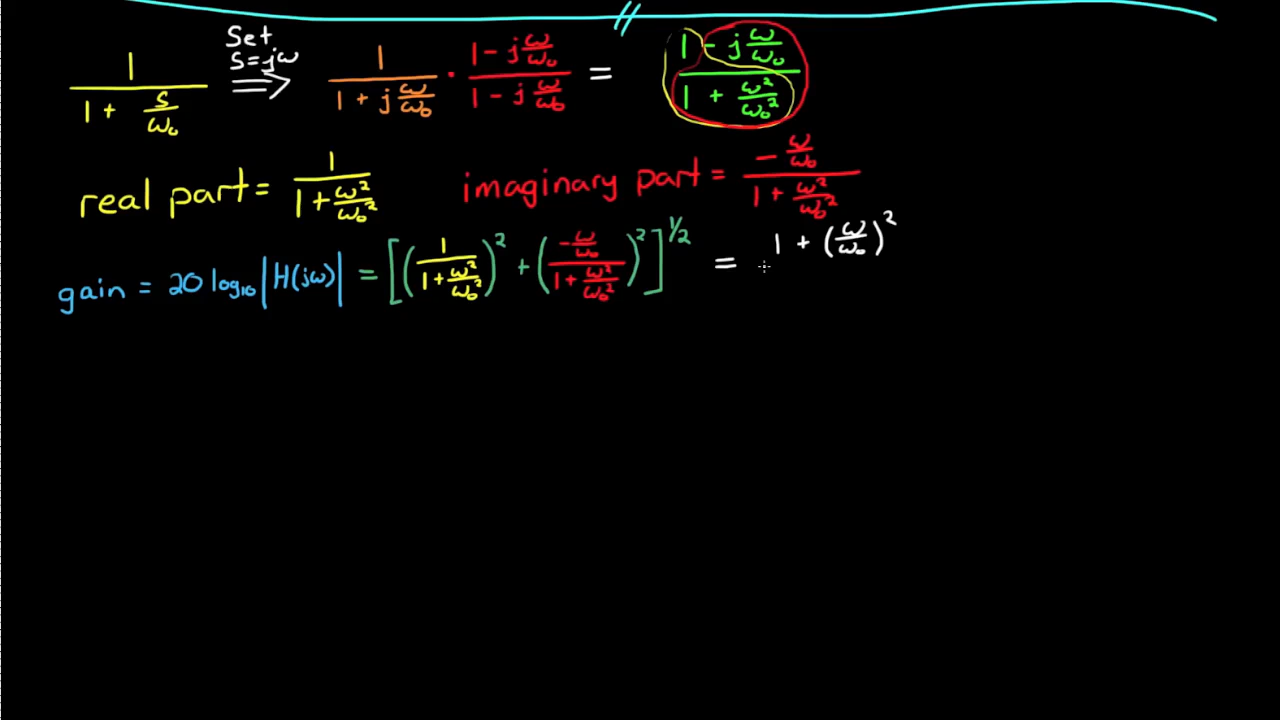 Set
S=jω
1/(1 + s/ω₀) ⇒ 1/(1 + j ω/ω₀) · (1 - j ω/ω₀)/(1 - j ω/ω₀) = (1 - j ω/ω₀)/(1 + ω²/ω₀²)
real part = 1/(1 + ω²/ω₀²) imaginary part = (- ω/ω₀)/(1 + ω²/ω₀²)
gain = 20 log₁₀|H(jω)| = [(1/(1 + ω²/ω₀²))² + ((-ω/ω₀)/(1 + ω²/ω₀²))²]^1/2 = 1 + (ω/ω₀)²